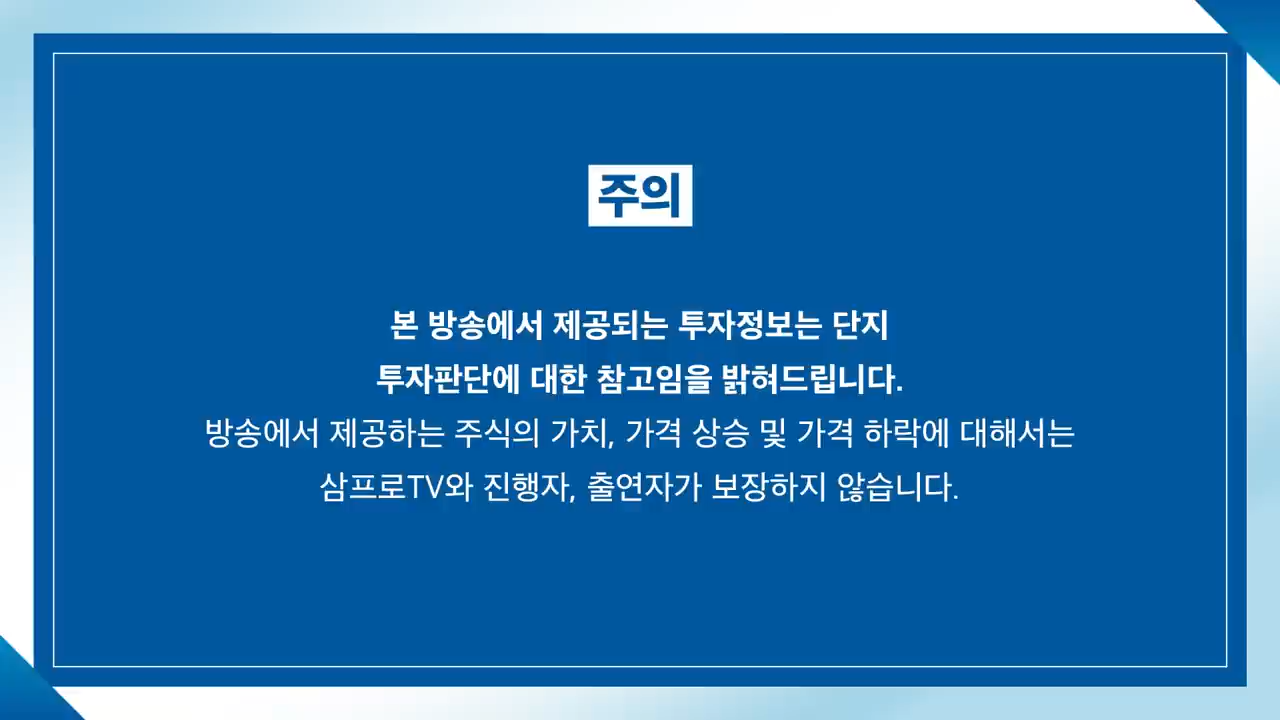 주의
본 방송에서 제공되는 투자정보는 단지
투자판단에 대한 참고임을 밝혀드립니다.
방송에서 제공하는 주식의 가치, 가격 상승 및 가격 하락에 대해서는
삼프로TV와 진행자, 출연자가 보장하지 않습니다.